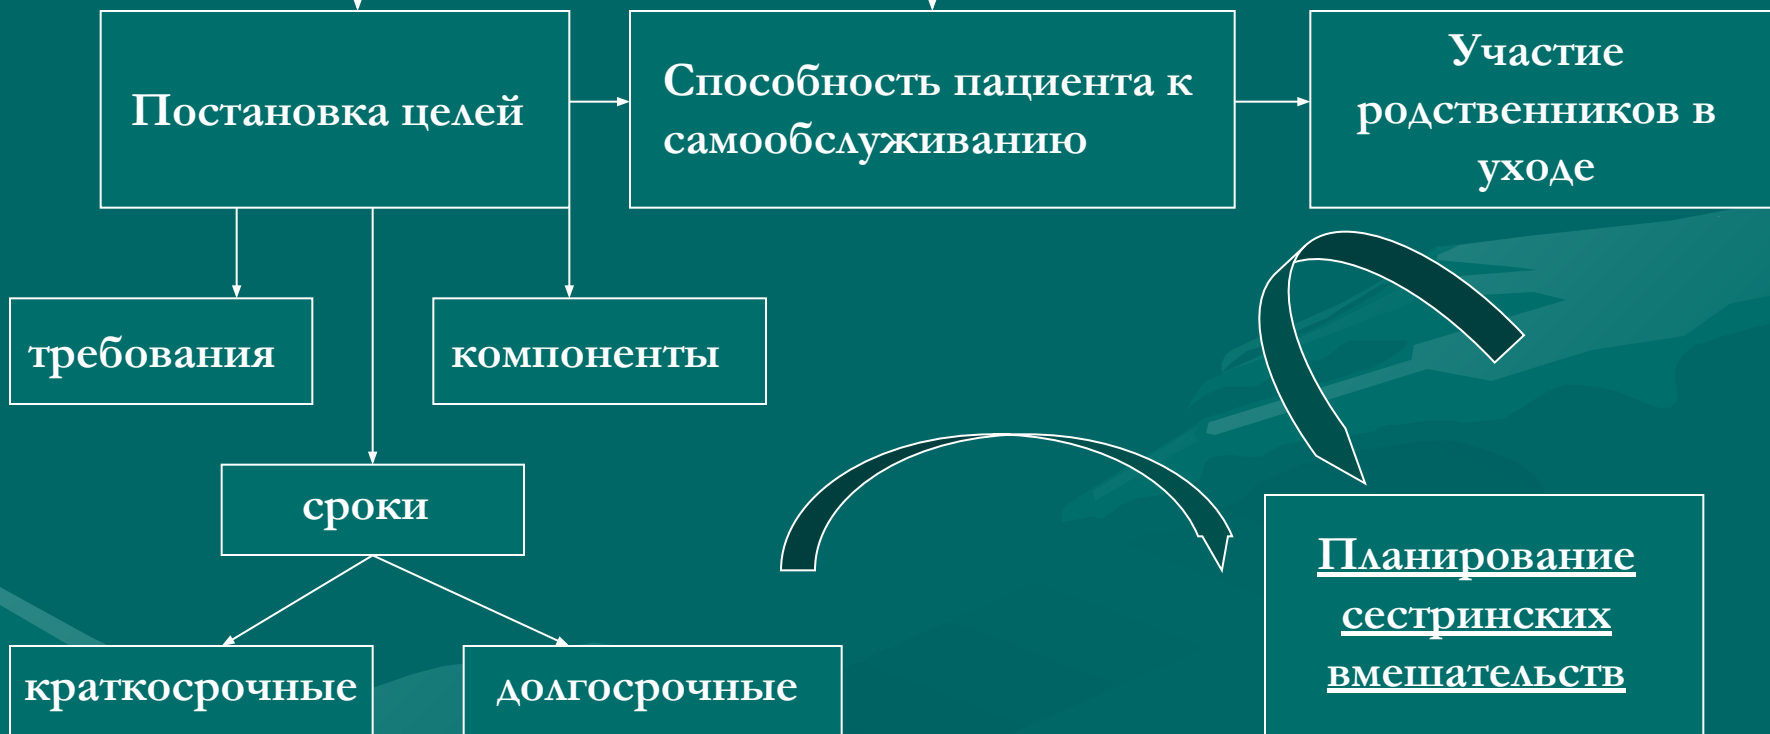 Постановка целей
Способность пациента к
самообслуживанию
Участие
родственников в
уходе
требования
компоненты
сроки
краткосрочные
долгосрочные
Планирование
сестринских
вмешательств